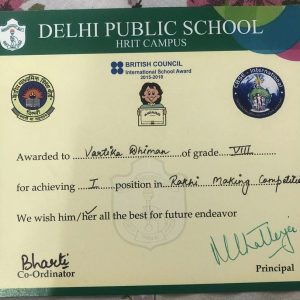 DELHI PUBLIC SCHOOL
HRIT CAMPUS
BRITISH COUNCIL
International School Award
2015-2018
Awarded to Vantika Dhiman of grade VIII
for achieving I position in Rakhi Making Competition
We wish him/her all the best for future endeavor
Bharti
Co-Ordinator
Principal